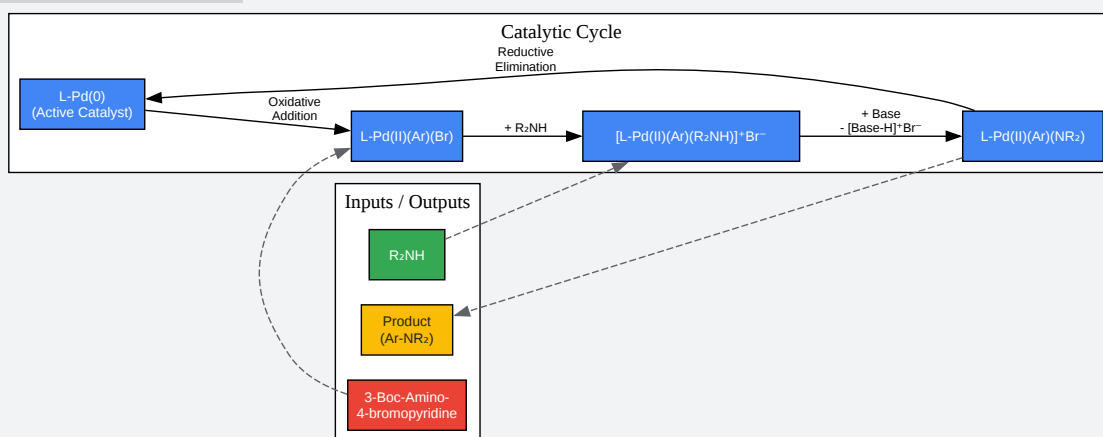 Catalytic Cycle
Reductive
Elimination
L-Pd(0)
(Active Catalyst)
Oxidative
Addition
L-Pd(II)(Ar)(Br)
+ R₂NH
[L-Pd(II)(Ar)(R₂NH)]⁺Br⁻
+ Base
- [Base-H]⁺Br⁻
L-Pd(II)(Ar)(NR₂)
Inputs / Outputs
R₂NH
Product
(Ar-NR₂)
3-Boc-Amino-
4-bromopyridine